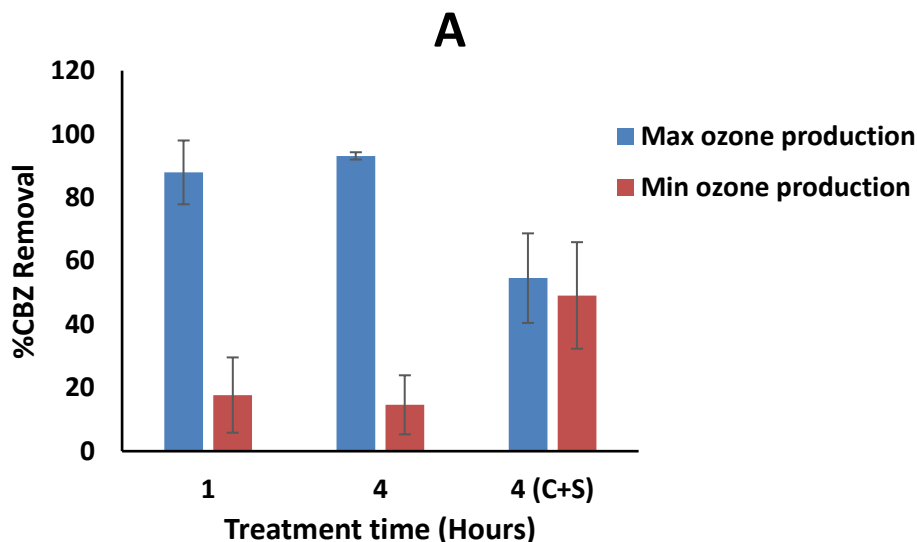 A
120
100
80
60
40
20
0
%CBZ Removal
Max ozone production
Min ozone production
1 4 4 (C+S)
Treatment time (Hours)